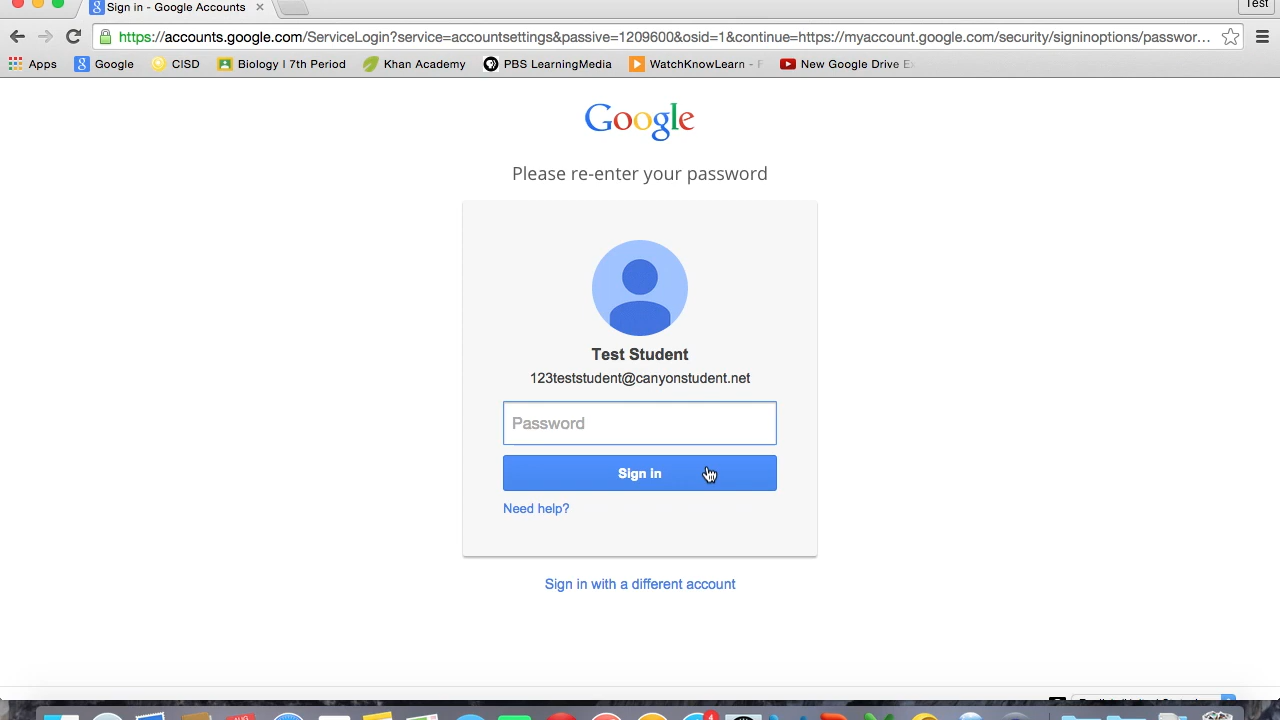 Sign in - Google Accounts
Test
https://accounts.google.com/ServiceLogin?service=accountsettings&passive=1209600&osid=1&continue=https://myaccount.google.com/security/signinoptions/passwor...
Apps Google CISD Biology I 7th Period Khan Academy PBS LearningMedia WatchKnowLearn - F New Google Drive Ex
Google
Please re-enter your password
Test Student
123teststudent@canyonstudent.net
Password
Sign in
Need help?
Sign in with a different account
AUG
4